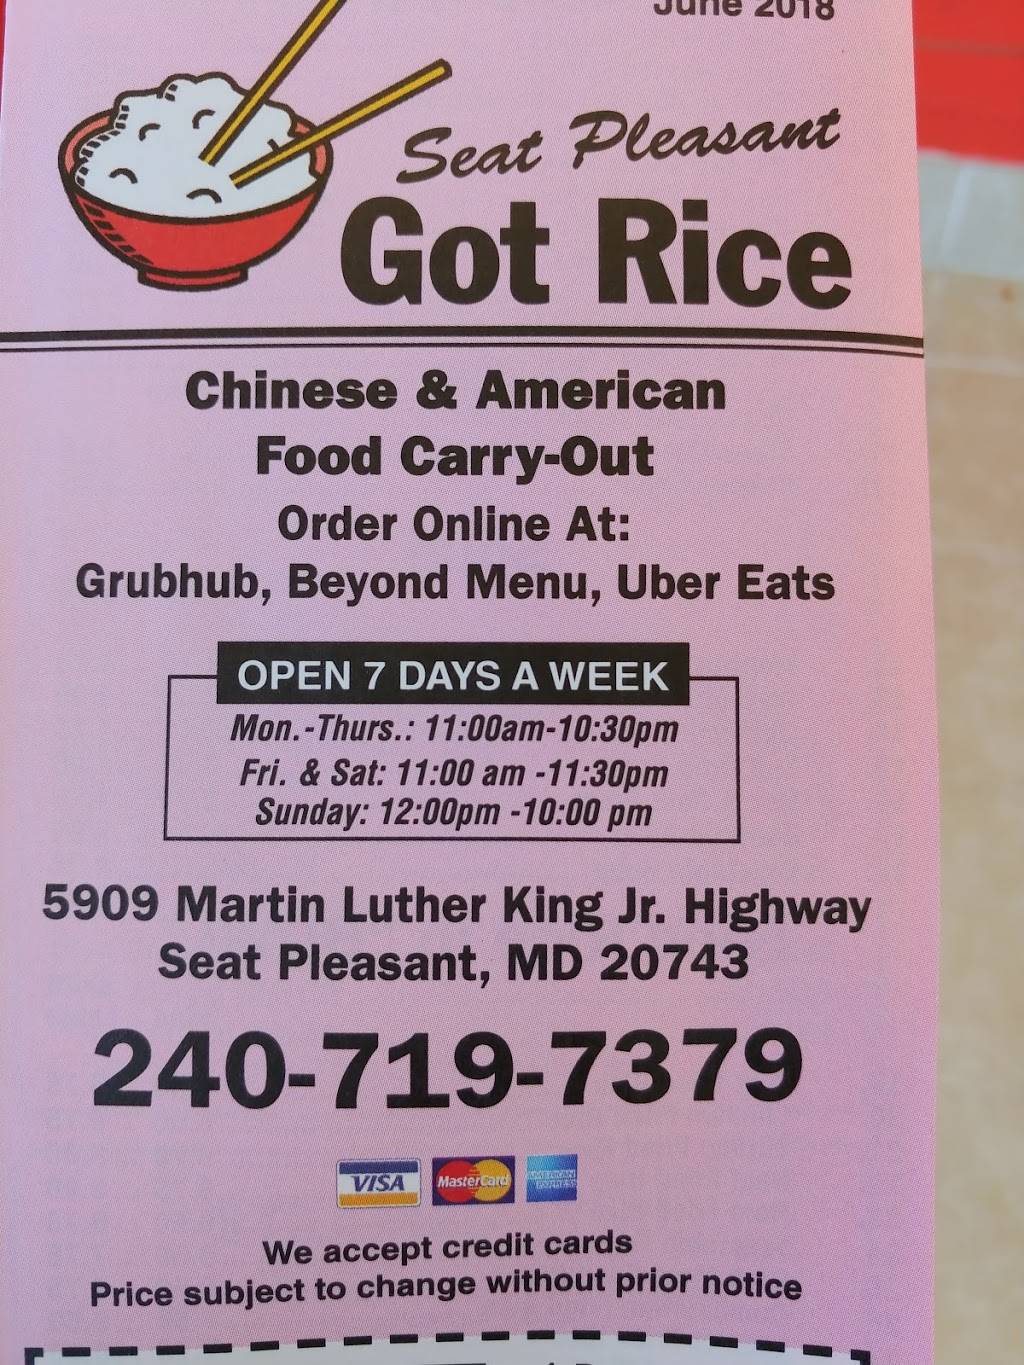 June 2018
Seat Pleasant
Got Rice
Chinese & American
Food Carry-Out
Order Online At:
Grubhub, Beyond Menu, Uber Eats
OPEN 7 DAYS A WEEK
Mon.-Thurs.: 11:00am-10:30pm
Fri. & Sat: 11:00 am -11:30pm
Sunday: 12:00pm -10:00 pm
5909 Martin Luther King Jr. Highway
Seat Pleasant, MD 20743
240-719-7379
VISA MasterCard AMERICAN EXPRESS
We accept credit cards
Price subject to change without prior notice